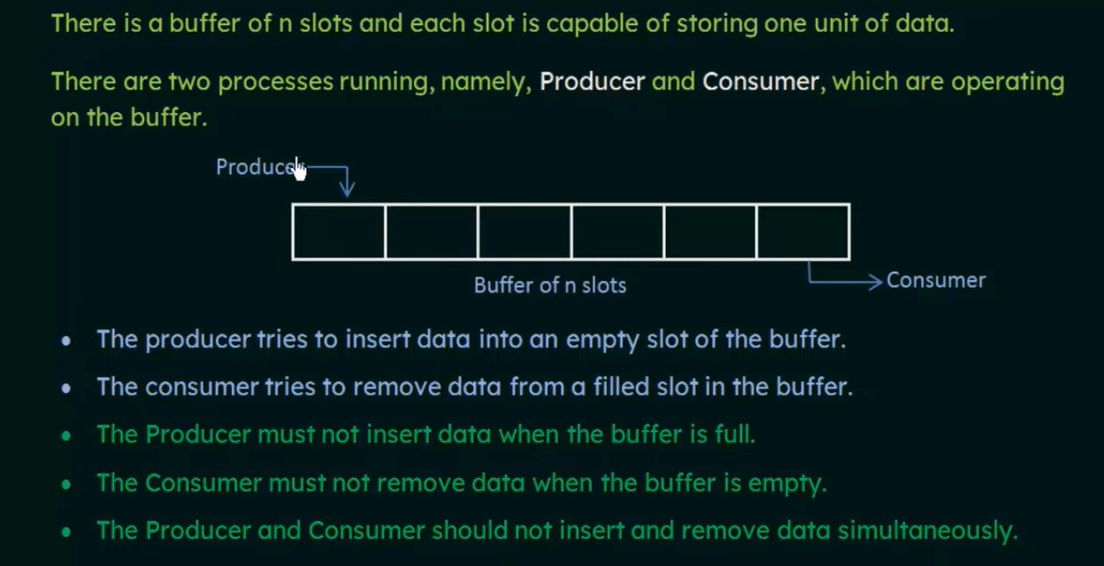 There is a buffer of n slots and each slot is capable of storing one unit of data.
There are two processes running, namely, Producer and Consumer, which are operating
on the buffer.
Produce
Buffer of n slots
Consumer
• The producer tries to insert data into an empty slot of the buffer.
• The consumer tries to remove data from a filled slot in the buffer.
• The Producer must not insert data when the buffer is full.
• The Consumer must not remove data when the buffer is empty.
• The Producer and Consumer should not insert and remove data simultaneously.